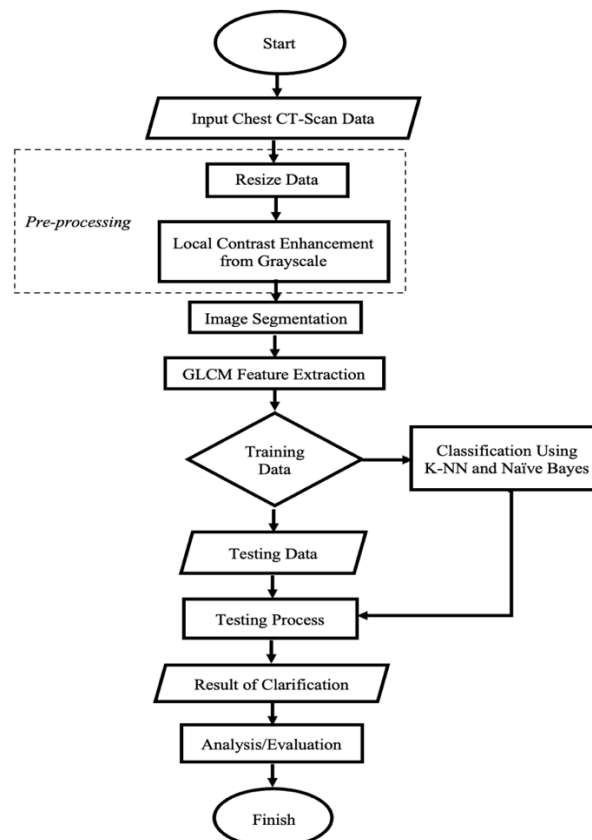 Start
Input Chest CT-Scan Data
Resize Data
Pre-processing
Local Contrast Enhancement
from Grayscale
Image Segmentation
GLCM Feature Extraction
Training
Data
Classification Using
K-NN and Naïve Bayes
Testing Data
Testing Process
Result of Clarification
Analysis/Evaluation
Finish